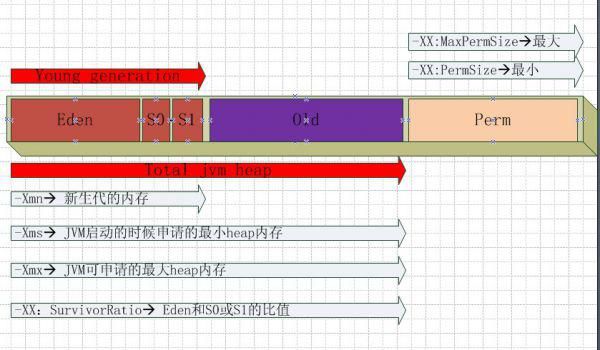 -XX:MaxPermSize→最大
-XX:PermSize→最小
Young generation
Eden S0 S1 Old Perm
Total jvm heap
-Xmn→ 新生代的内存
-Xms→ JVM启动的时候申请的最小heap内存
-Xmx→ JVM可申请的最大heap内存
-XX: SurvivorRatio→ Eden和S0或S1的比值